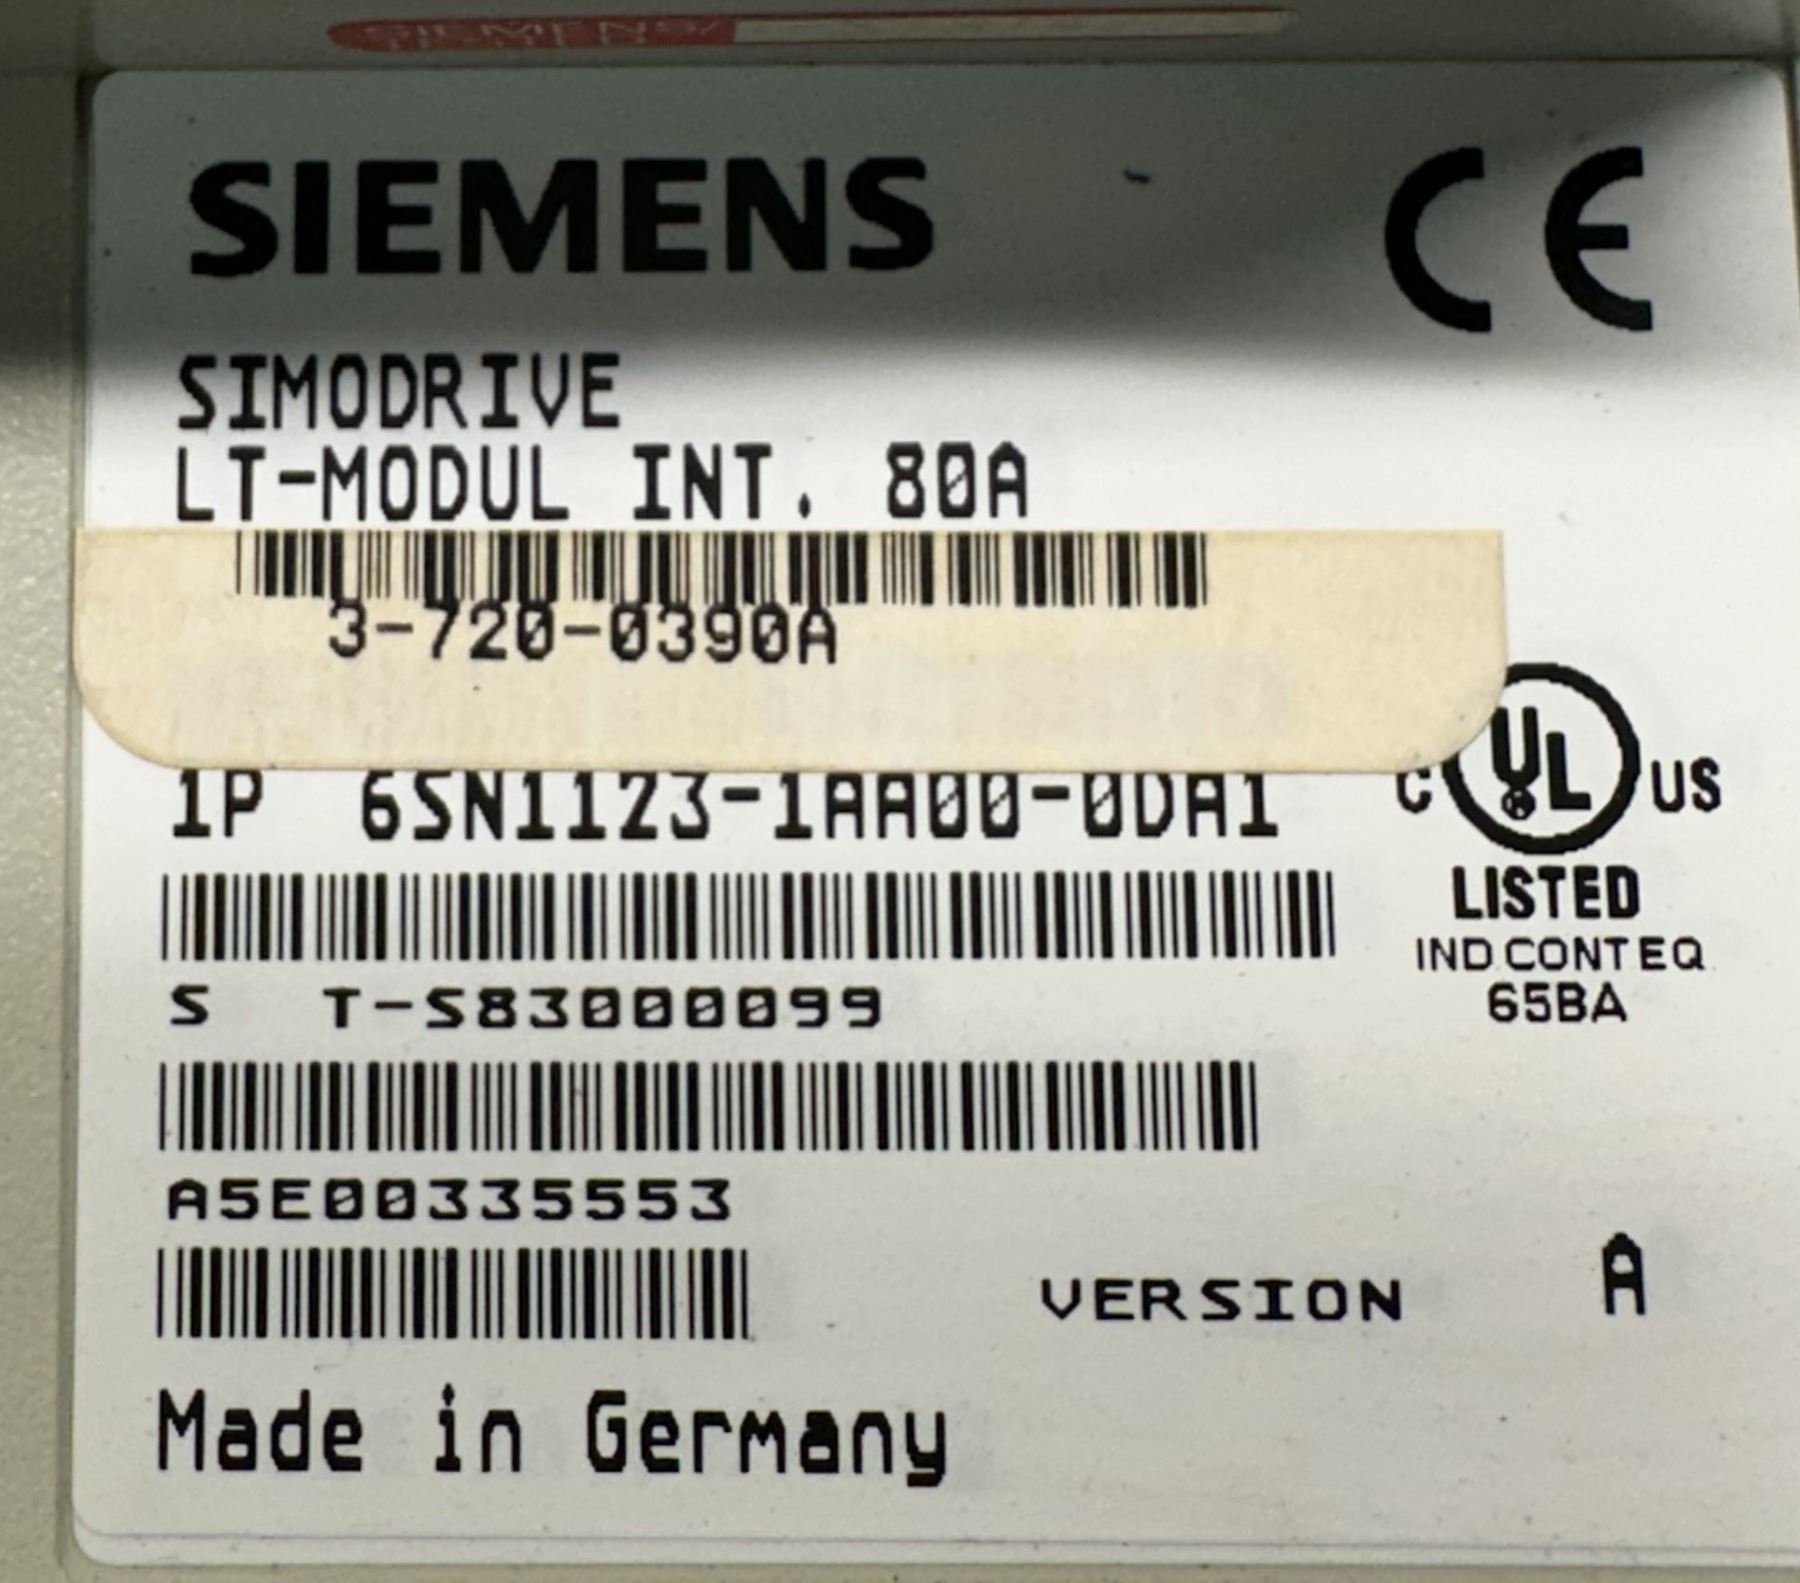 SIEMENS/
SIEMENS
CE
SIMODRIVE
LT-MODUL INT. 80A
3-720-0390A
1P 6SN1123-1AA00-0DA1
C UL US
LISTED
IND.CONT.EQ
65BA
S T-S83000099
A5E00335553
VERSION A
Made in Germany